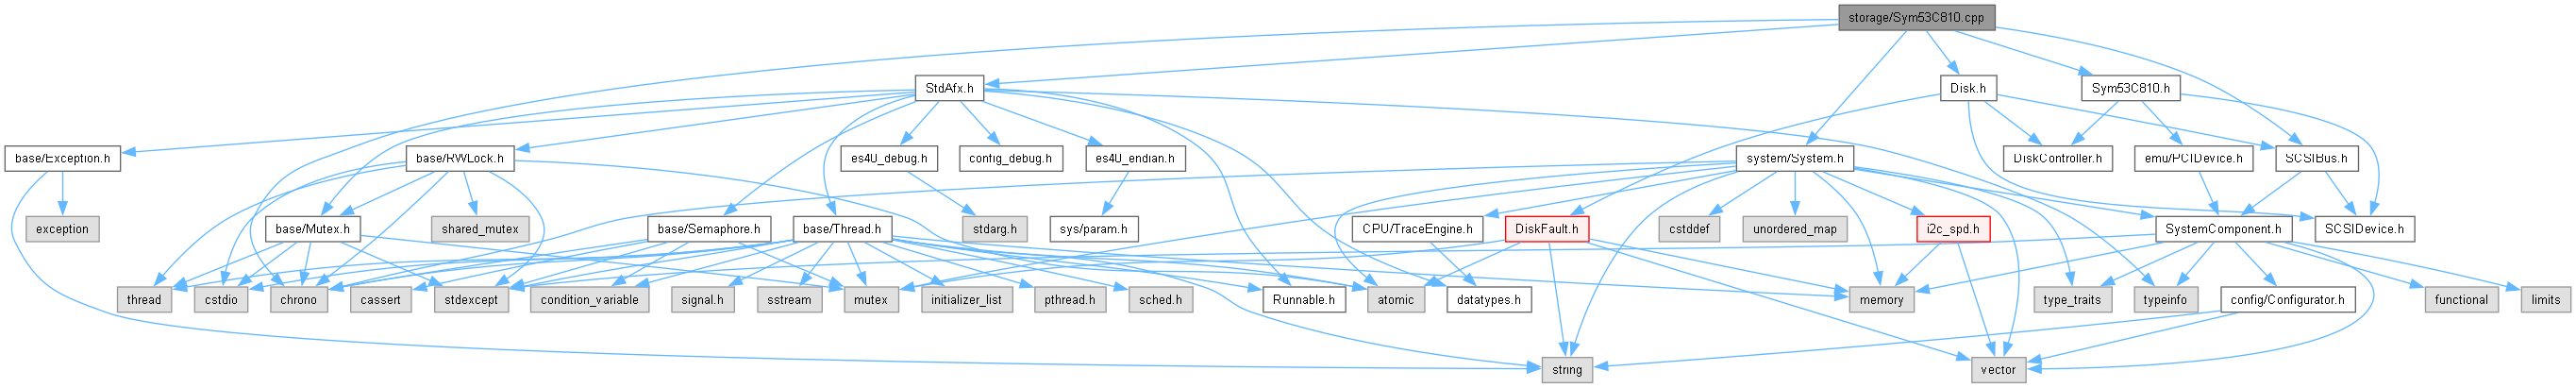 storage/Sym53C810.cpp
StdAfx.h
Disk.h
Sym53C810.h
base/Exception.h
base/RWLock.h
es4U_debug.h
config_debug.h
es4U_endian.h
system/System.h
DiskController.h
emu/PCIDevice.h
SCSIBus.h
exception
base/Mutex.h
shared_mutex
base/Semaphore.h
base/Thread.h
stdarg.h
sys/param.h
CPU/TraceEngine.h
DiskFault.h
cstddef
unordered_map
i2c_spd.h
SystemComponent.h
SCSIDevice.h
thread
cstdio
chrono
cassert
stdexcept
condition_variable
signal.h
sstream
mutex
initializer_list
pthread.h
sched.h
Runnable.h
atomic
datatypes.h
memory
type_traits
typeinfo
config/Configurator.h
functional
limits
string
vector